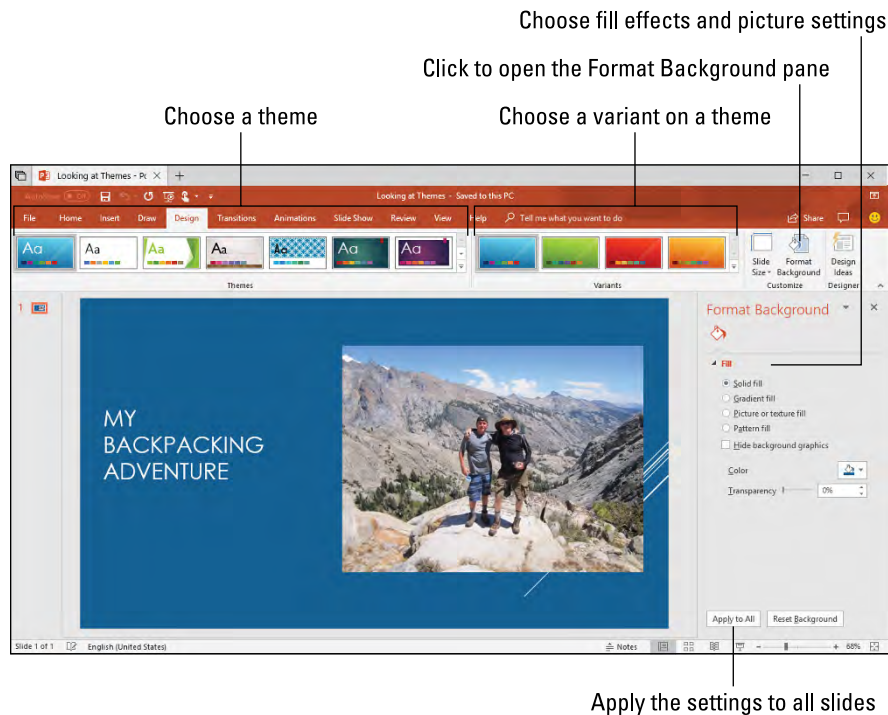 Choose fill effects and picture settings
Click to open the Format Background pane
Choose a theme
Choose a variant on a theme
Looking at Themes - Pc
AutoSave Off
Looking at Themes - Saved to this PC
File Home Insert Draw Design Transitions Animations Slide Show Review View Help Tell me what you want to do Share
Aa Aa Aa Aa Aa Aa Aa
Slide Size Format Background Design Ideas
Themes Variants Customize Designer
1
Format Background
Fill
Solid fill
Gradient fill
Picture or texture fill
Pattern fill
Hide background graphics
Color
Transparency 0%
MY
BACKPACKING
ADVENTURE
Apply to All Reset Background
Slide 1 of 1 English (United States) Notes - + 68%
Apply the settings to all slides